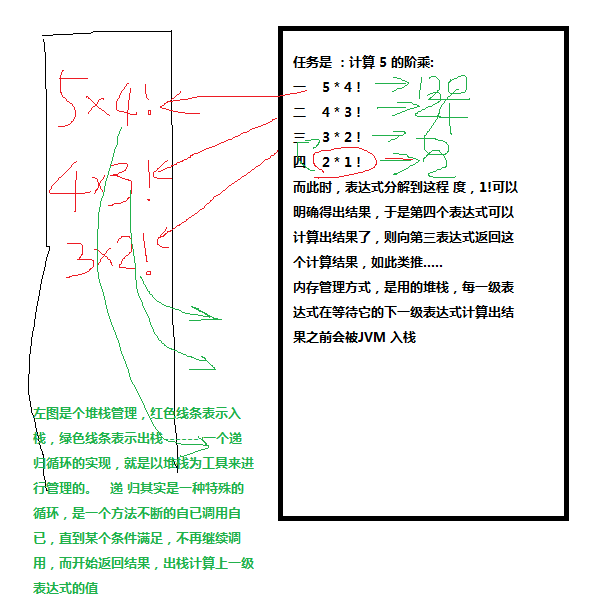 5×4!
4×3!
3×2!
任务是 ：计算 5 的阶乘:
一 5 * 4！
二 4 * 3！
三 3 * 2！
四 2 * 1！
120
24
2
而此时，表达式分解到这程 度，1!可以
明确得出结果，于是第四个表达式可以
计算出结果了，则向第三表达式返回这
个计算结果，如此类推.....
内存管理方式，是用的堆栈，每一级表
达式在等待它的下一级表达式计算出结
果之前会被JVM 入栈
左图是个堆栈管理，红色线条表示入
栈，绿色线条表示出栈--------一个递
归循环的实现，就是以堆栈为工具来进
行管理的。 递 归其实是一种特殊的
循环，是一个方法不断的自已调用自
已，直到某个条件满足，不再继续调
用，而开始返回结果，出栈计算上一级
表达式的值